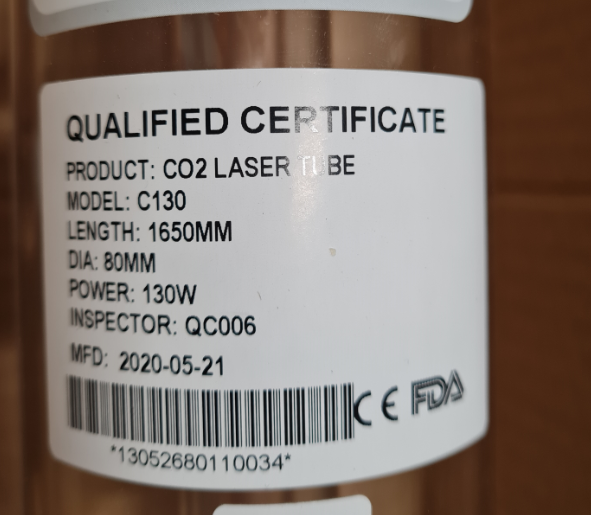 QUALIFIED CERTIFICATE
PRODUCT: CO2 LASER TUBE
MODEL: C130
LENGTH: 1650MM
DIA: 80MM
POWER: 130W
INSPECTOR: QC006
MFD: 2020-05-21
CE FDA
*13052680110034*